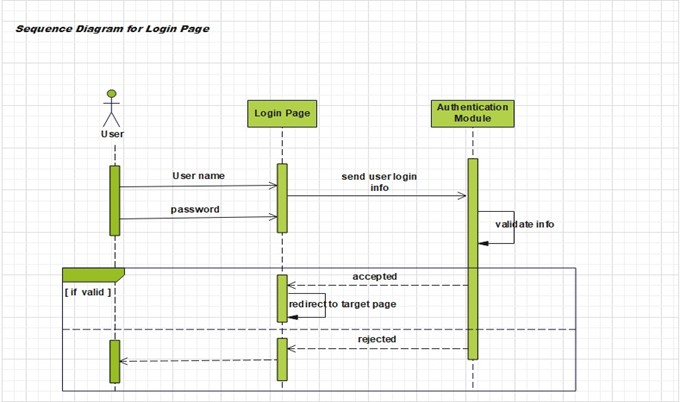 Sequence Diagram for Login Page
User
Login Page
Authentication
Module
User name
send user login
info
password
validate info
accepted
[ if valid ]
redirect to target page
rejected